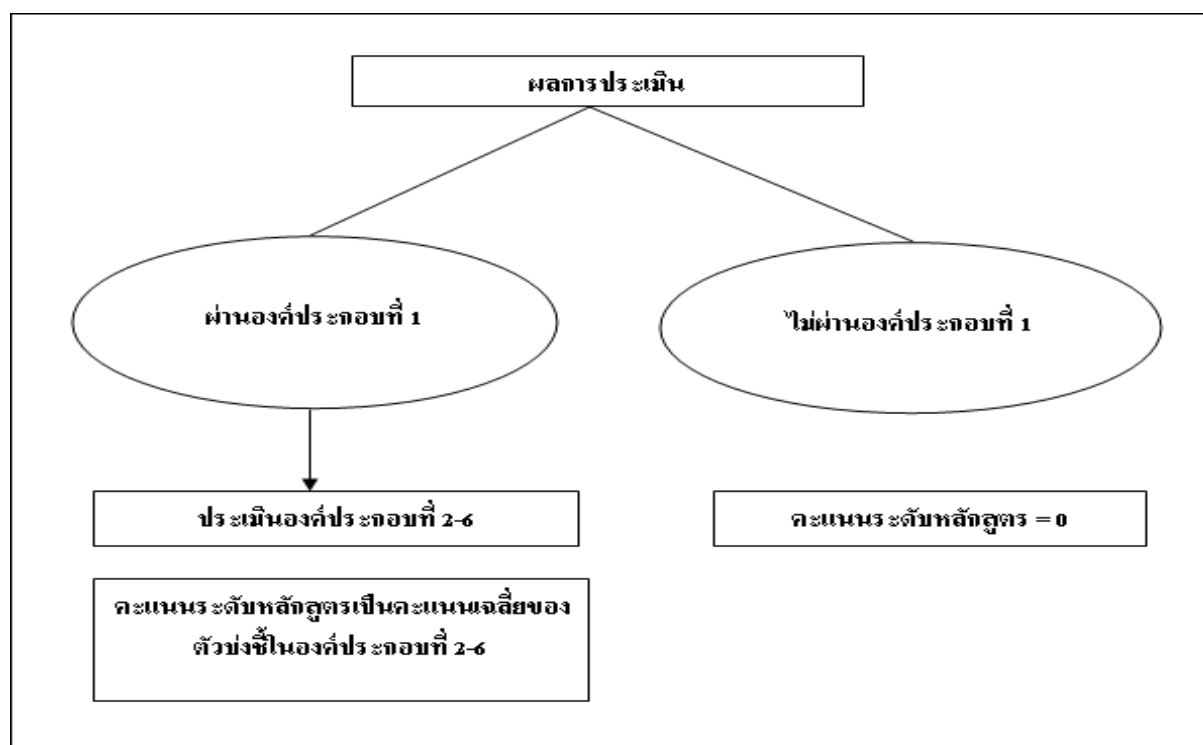 ผลการประเมิน
ผ่านองค์ประกอบที่ 1
ไม่ผ่านองค์ประกอบที่ 1
ประเมินองค์ประกอบที่ 2-6
คะแนนระดับหลักสูตร = 0
คะแนนระดับหลักสูตรเป็นคะแนนเฉลี่ยของ
ตัวบ่งชี้ในองค์ประกอบที่ 2-6